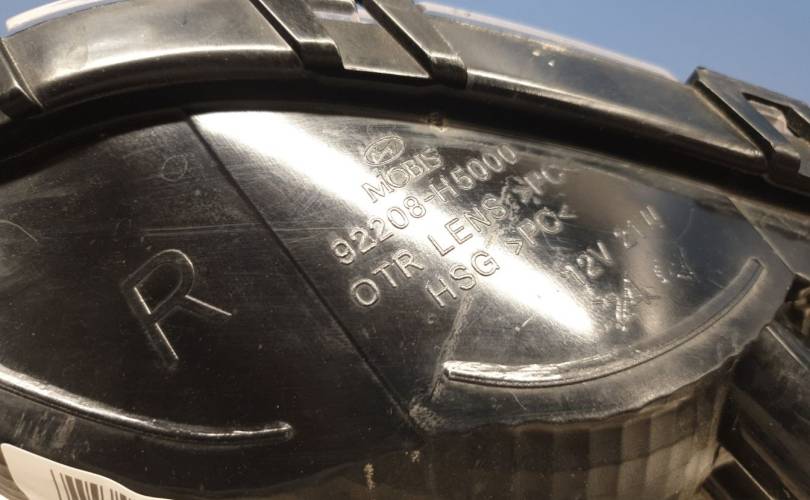 MOBIS
92208-H5000
OTR LENS >PC<
HSG >PC<
12V 21W
R